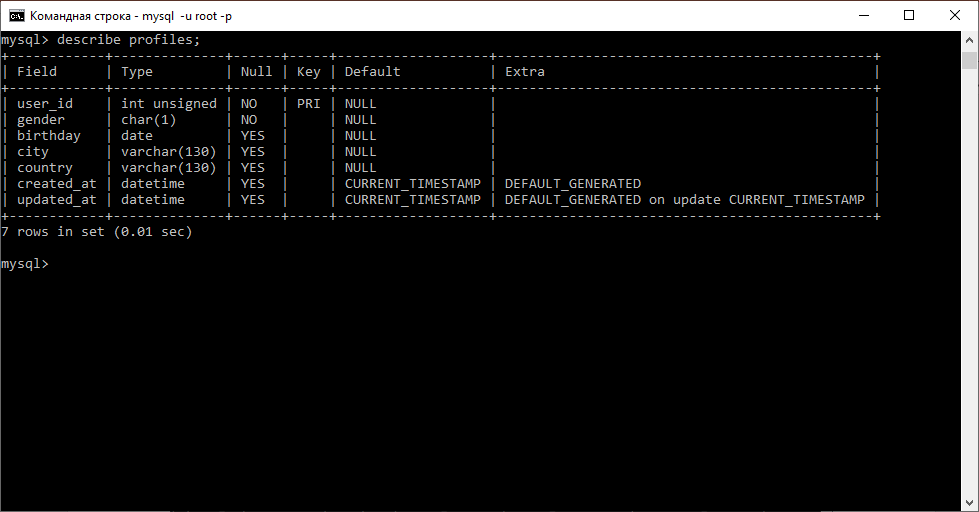 Командная строка - mysql -u root -p
mysql> describe profiles;
+------------+--------------+------+-----+-------------------+-----------------------------------------------+
| Field      | Type         | Null | Key | Default           | Extra                                         |
+------------+--------------+------+-----+-------------------+-----------------------------------------------+
| user_id    | int unsigned | NO   | PRI | NULL              |                                               |
| gender     | char(1)      | NO   |     | NULL              |                                               |
| birthday   | date         | YES  |     | NULL              |                                               |
| city       | varchar(130) | YES  |     | NULL              |                                               |
| country    | varchar(130) | YES  |     | NULL              |                                               |
| created_at | datetime     | YES  |     | CURRENT_TIMESTAMP | DEFAULT_GENERATED                             |
| updated_at | datetime     | YES  |     | CURRENT_TIMESTAMP | DEFAULT_GENERATED on update CURRENT_TIMESTAMP |
+------------+--------------+------+-----+-------------------+-----------------------------------------------+
7 rows in set (0.01 sec)
mysql>